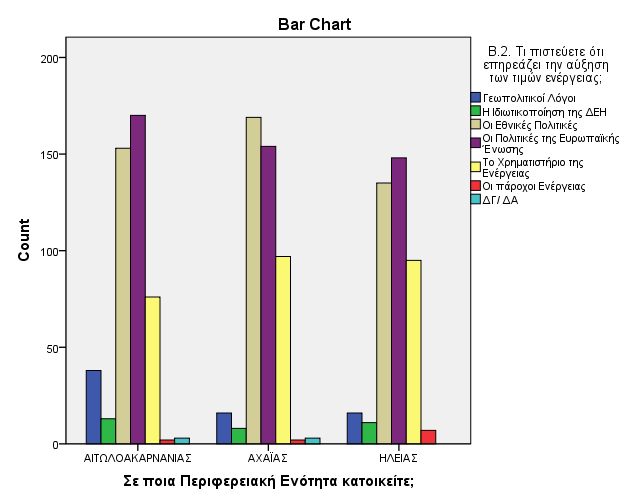 Bar Chart
Β.2. Τι πιστεύετε ότι
επηρεάζει την αύξηση
των τιμών ενέργειας;
Γεωπολιτικοί Λόγοι
Η Ιδιωτικοποίηση της ΔΕΗ
Οι Εθνικές Πολιτικές
Οι Πολιτικές της Ευρωπαϊκής
Ένωσης
Το Χρηματιστήριο της
Ενέργειας
Οι πάροχοι Ενέργειας
ΔΓ/ ΔΑ
Count
200
150
100
50
0
ΑΙΤΩΛΟΑΚΑΡΝΑΝΙΑΣ
ΑΧΑΪΑΣ
ΗΛΕΙΑΣ
Σε ποια Περιφερειακή Ενότητα κατοικείτε;